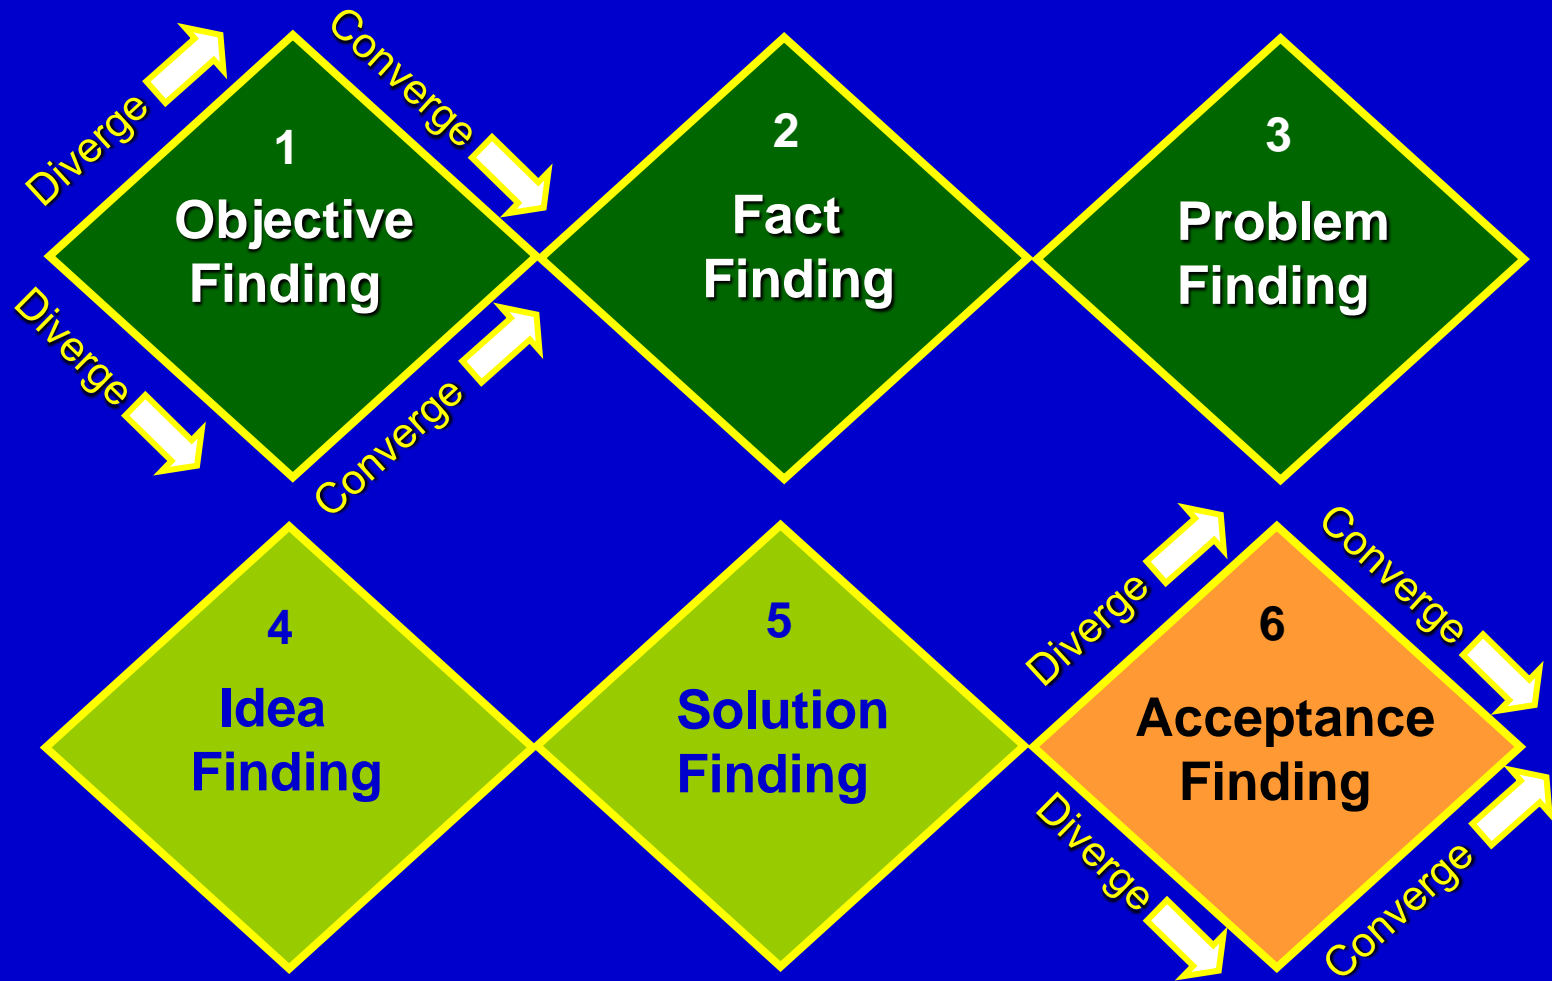 Diverge
Converge
1
Objective
Finding
Diverge
Converge
2
Fact
Finding
3
Problem
Finding
4
Idea
Finding
5
Solution
Finding
Diverge
Converge
6
Acceptance
Finding
Diverge
Converge